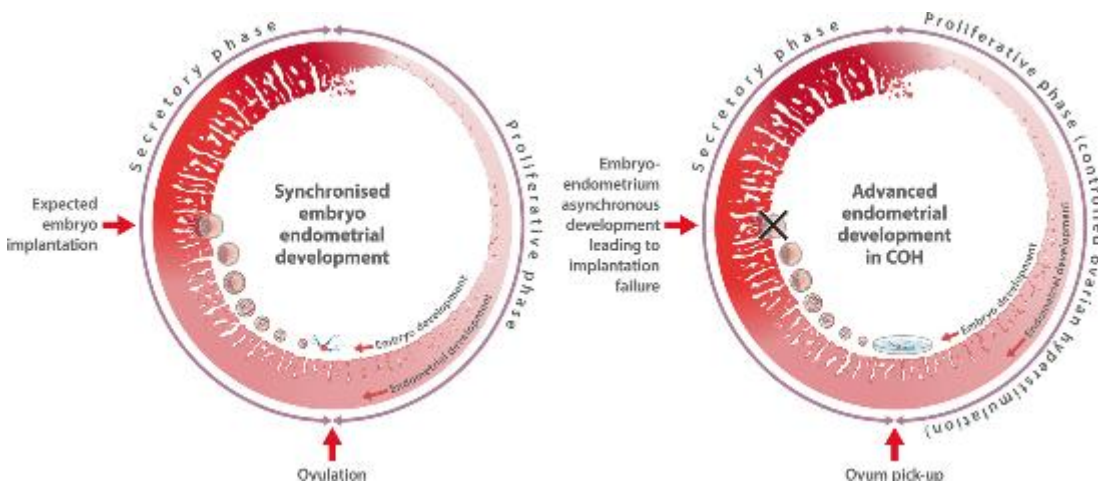 Secretory phase
Proliferative phase
Expected
embryo
implantation
Synchronised
embryo
endometrial
development
Embryo development
Endometrial development
Ovulation
Secretory phase
Proliferative phase (controlled ovarian hyperstimulation)
Embryo-
endometrium
asynchronous
development
leading to
implantation
failure
Advanced
endometrial
development
in COH
Embryo development
Endometrial development
Ovum pick-up